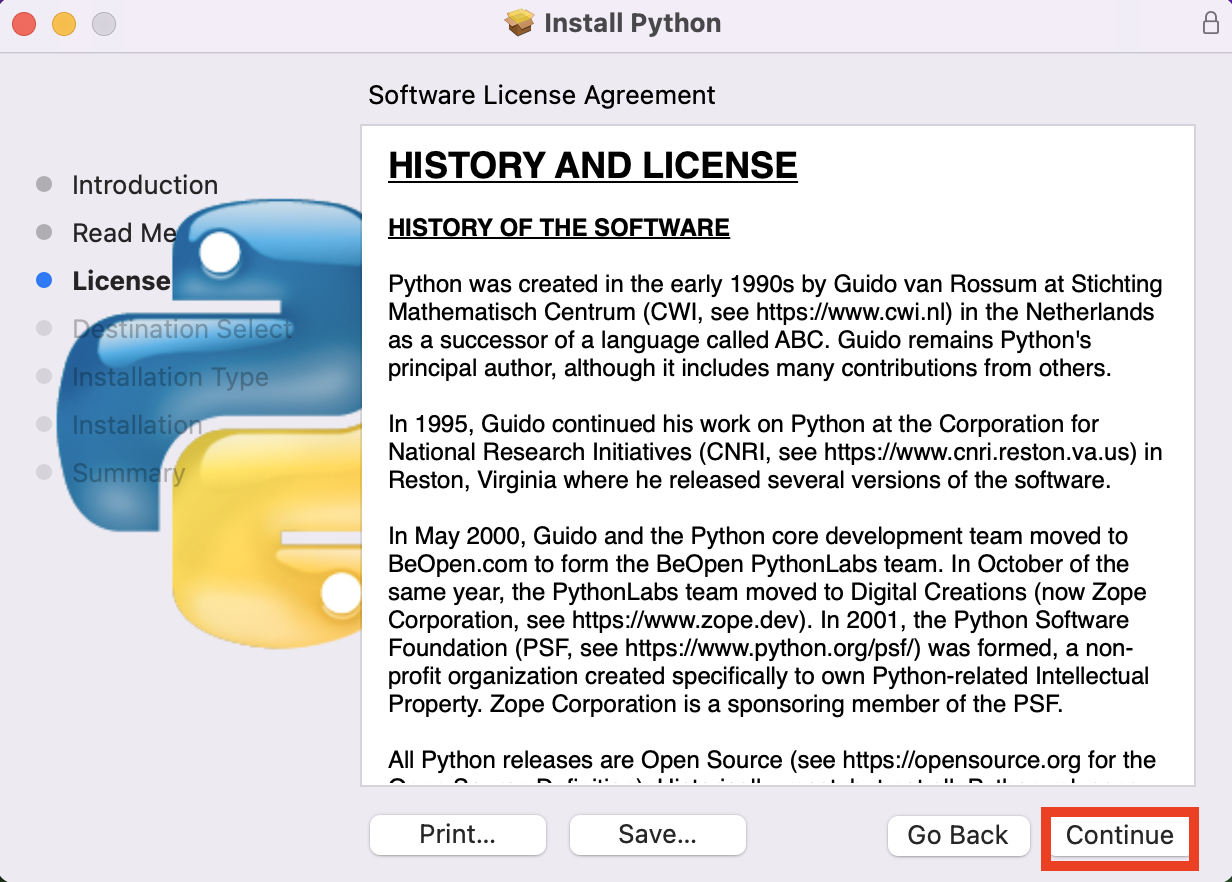 Install Python
Software License Agreement
Introduction
Read Me
License
Destination Select
Installation Type
Installation
Summary
HISTORY AND LICENSE
HISTORY OF THE SOFTWARE
Python was created in the early 1990s by Guido van Rossum at Stichting
Mathematisch Centrum (CWI, see https://www.cwi.nl) in the Netherlands
as a successor of a language called ABC. Guido remains Python's
principal author, although it includes many contributions from others.
In 1995, Guido continued his work on Python at the Corporation for
National Research Initiatives (CNRI, see https://www.cnri.reston.va.us) in
Reston, Virginia where he released several versions of the software.
In May 2000, Guido and the Python core development team moved to
BeOpen.com to form the BeOpen PythonLabs team. In October of the
same year, the PythonLabs team moved to Digital Creations (now Zope
Corporation, see https://www.zope.dev). In 2001, the Python Software
Foundation (PSF, see https://www.python.org/psf/) was formed, a non-
profit organization created specifically to own Python-related Intellectual
Property. Zope Corporation is a sponsoring member of the PSF.
All Python releases are Open Source (see https://opensource.org for the
Print...
Save...
Go Back
Continue